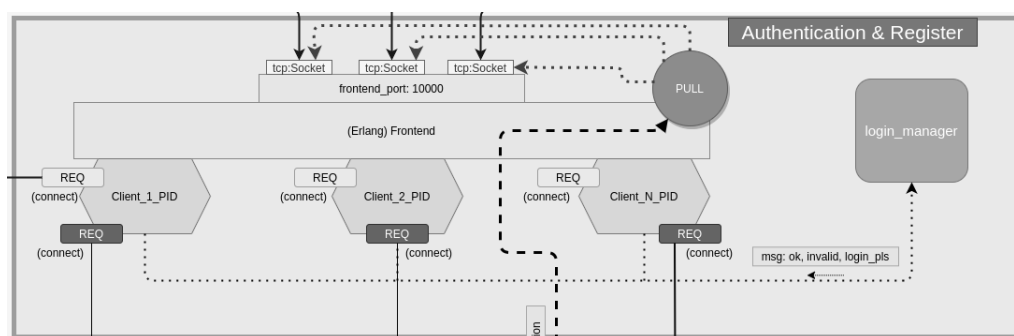 Authentication & Register
tcp:Socket
tcp:Socket
tcp:Socket
frontend_port: 10000
PULL
(Erlang) Frontend
login_manager
REQ
(connect)
Client_1_PID
REQ
(connect)
REQ
(connect)
Client_2_PID
REQ
(connect)
REQ
(connect)
Client_N_PID
REQ
(connect)
msg: ok, invalid, login_pls